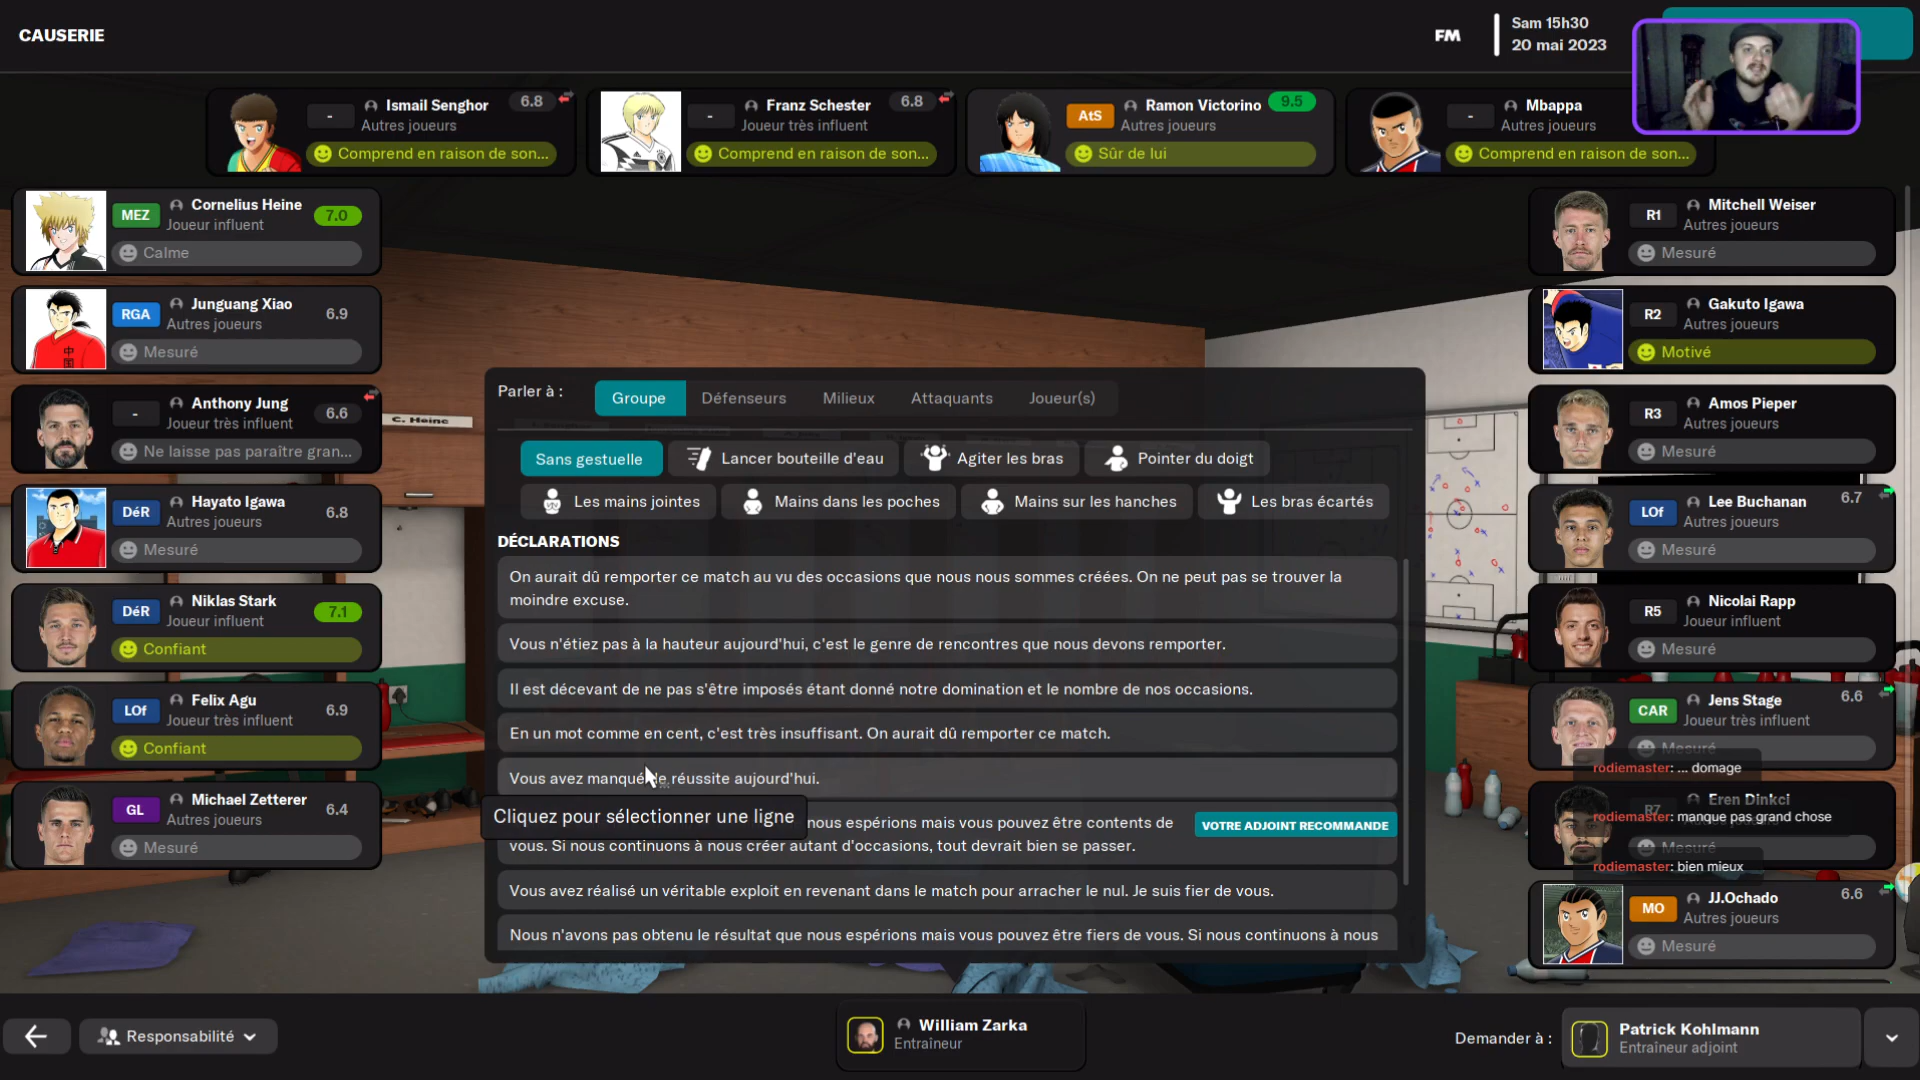 CAUSERIE
FM
Sam 15h30
20 mai 2023
Ismail Senghor
6.8
-
Autres joueurs
Comprend en raison de son...
Franz Schester
6.8
-
Joueur très influent
Comprend en raison de son...
AtS
Ramon Victorino
9.5
Autres joueurs
Sûr de lui
Mbappa
-
Autres joueurs
Comprend en raison de son...
MEZ
Cornelius Heine
7.0
Joueur influent
Calme
RGA
Junguang Xiao
6.9
Autres joueurs
Mesuré
-
Anthony Jung
6.6
Joueur très influent
Ne laisse pas paraître gran...
DéR
Hayato Igawa
6.8
Autres joueurs
Mesuré
DéR
Niklas Stark
7.1
Joueur influent
Confiant
LOf
Felix Agu
6.9
Joueur très influent
Confiant
GL
Michael Zetterer
6.4
Autres joueurs
Mesuré
C. Heine
Parler à :
Groupe
Défenseurs
Milieux
Attaquants
Joueur(s)
Sans gestuelle
Lancer bouteille d'eau
Agiter les bras
Pointer du doigt
Les mains jointes
Mains dans les poches
Mains sur les hanches
Les bras écartés
DÉCLARATIONS
On aurait dû remporter ce match au vu des occasions que nous nous sommes créées. On ne peut pas se trouver la
moindre excuse.
Vous n'étiez pas à la hauteur aujourd'hui, c'est le genre de rencontres que nous devons remporter.
Il est décevant de ne pas s'être imposés étant donné notre domination et le nombre de nos occasions.
En un mot comme en cent, c'est très insuffisant. On aurait dû remporter ce match.
Vous avez manqué de réussite aujourd'hui.
Cliquez pour sélectionner une ligne
nous espérions mais vous pouvez être contents de
VOTRE ADJOINT RECOMMANDE
vous. Si nous continuons à nous créer autant d'occasions, tout devrait bien se passer.
Vous avez réalisé un véritable exploit en revenant dans le match pour arracher le nul. Je suis fier de vous.
Nous n'avons pas obtenu le résultat que nous espérions mais vous pouvez être fiers de vous. Si nous continuons à nous
R1
Mitchell Weiser
Autres joueurs
Mesuré
R2
Gakuto Igawa
Autres joueurs
Motivé
R3
Amos Pieper
Autres joueurs
Mesuré
LOf
Lee Buchanan
6.7
Autres joueurs
Mesuré
R5
Nicolai Rapp
Joueur influent
Mesuré
CAR
Jens Stage
6.6
Joueur très influent
Mesuré
rodiemaster: ... domage
R7
Eren Dinkci
rodiemaster: manque pas grand chose
Mesuré
rodiemaster: bien mieux
MO
JJ.Ochado
6.6
Autres joueurs
Mesuré
Responsabilité
William Zarka
Entraîneur
Demander à :
Patrick Kohlmann
Entraîneur adjoint